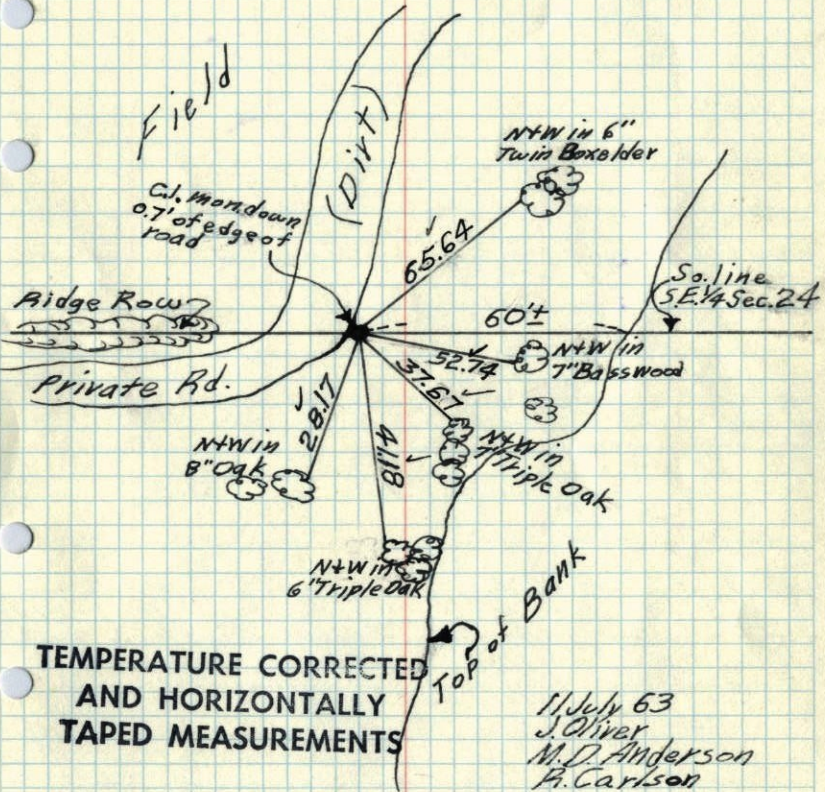 Field
(Dirt)
N+W in 6"
Twin Boxelder
C.I. mon. down
0.7' of edge of
road
65.64
So. line
S.E. 1/4 Sec. 24
Ridge Row
60'±
52.74
N+W in
7" Basswood
37.67
Private Rd.
28.17
N+W in
8" Oak
41.18
N+W in
7" Triple Oak
N+W in
6" Triple Oak
Top of Bank
TEMPERATURE CORRECTED
AND HORIZONTALLY
TAPED MEASUREMENTS
11 July 63
J. Oliver
M.D. Anderson
R. Carlson